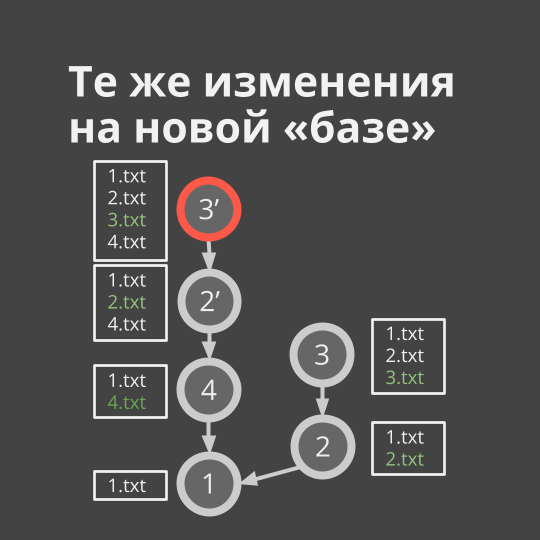 Те же изменения
на новой «базе»
1.txt
2.txt
3.txt
4.txt
3’
1.txt
2.txt
4.txt
2’
1.txt
4.txt
4
1.txt
1
3
1.txt
2.txt
3.txt
2
1.txt
2.txt